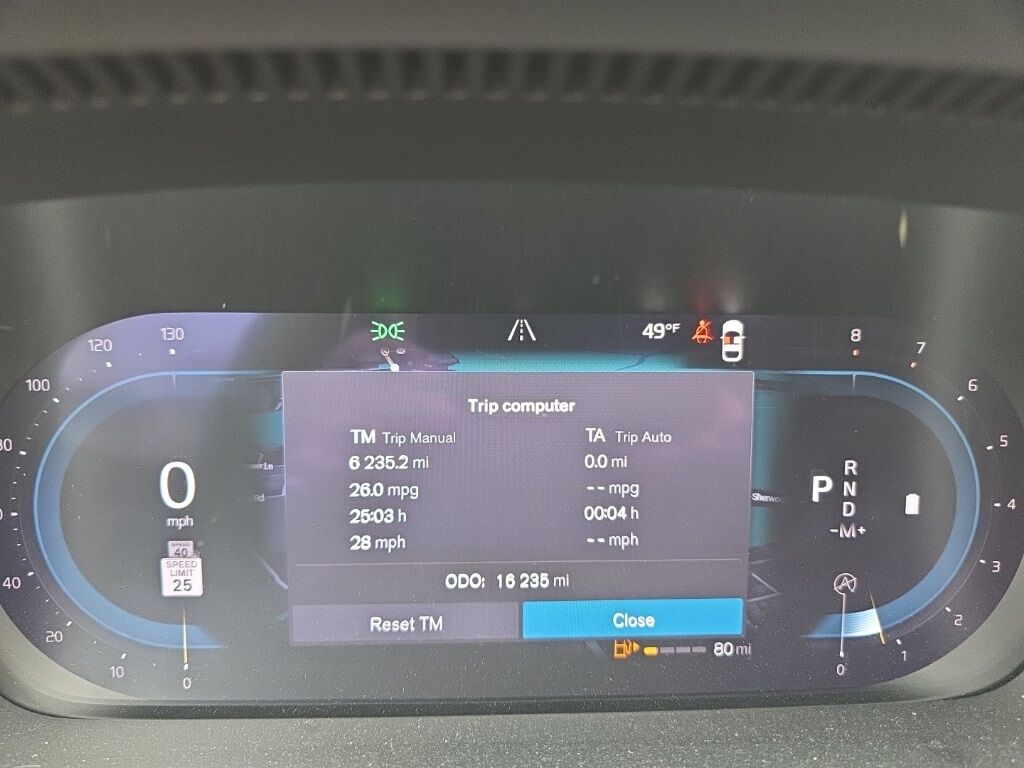 130
120
100
80
40
20
10
0
49°F
8
7
6
5
4
3
2
1
0
Trip computer
TM Trip Manual
6 235.2 mi
26.0 mpg
25:03 h
28 mph
TA Trip Auto
0.0 mi
-- mpg
00:04 h
-- mph
ODO: 16 235 mi
Reset TM
Close
0
mph
SPEED
40
SPEED
LIMIT
25
P
R
N
D
-M+
A
80 mi